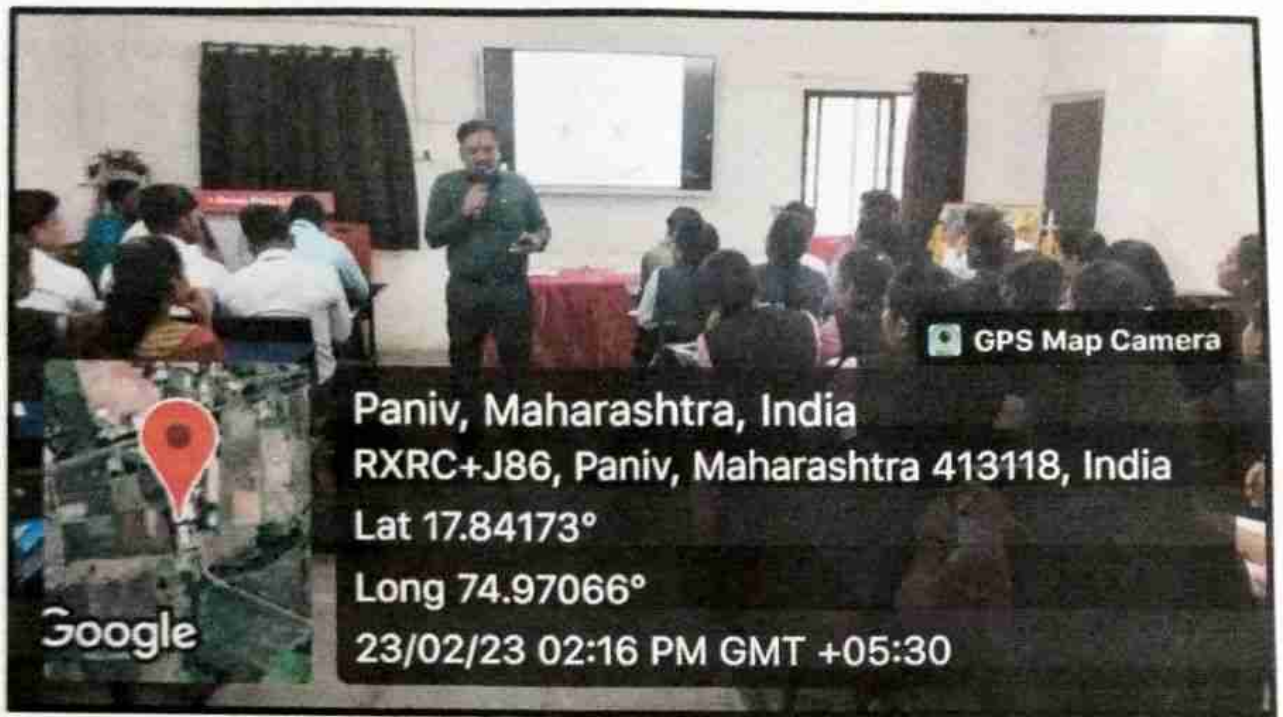 GPS Map Camera
Paniv, Maharashtra, India
RXRC+J86, Paniv, Maharashtra 413118, India
Lat 17.84173°
Long 74.97066°
23/02/23 02:16 PM GMT +05:30
Google